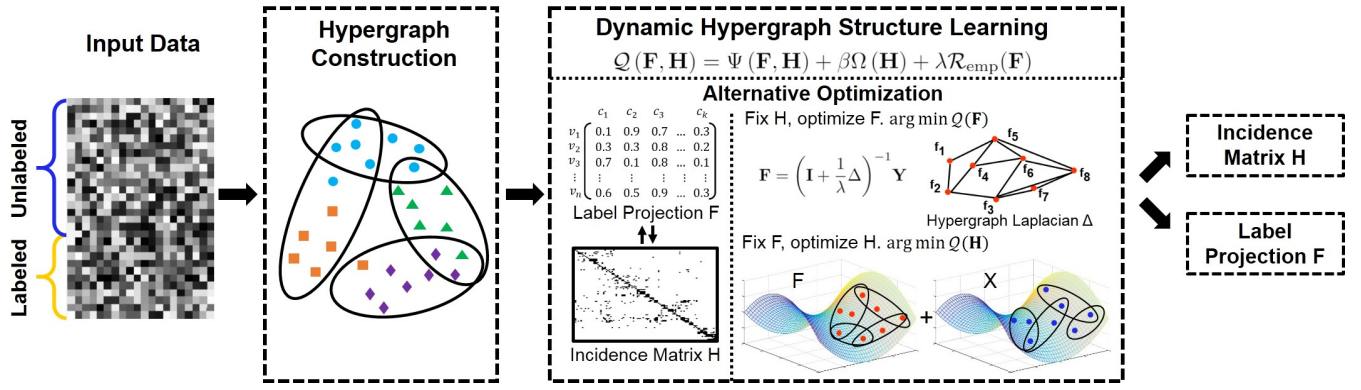 Input Data
Unlabeled
Labeled
Hypergraph
Construction
Dynamic Hypergraph Structure Learning
𝒬 (F, H) = Ψ (F, H) + βΩ (H) + λℛ_emp(F)
Alternative Optimization
c₁ c₂ c₃ c_k
v₁ 0.1 0.9 0.7 ... 0.3
v₂ 0.3 0.3 0.8 ... 0.2
v₃ 0.7 0.1 0.8 ... 0.1
⋮ ⋮ ⋮ ⋮ ⋮ ⋮
v_n 0.6 0.5 0.9 ... 0.3
Label Projection F
Incidence Matrix H
Fix H, optimize F. arg min 𝒬(F)
F = (I + 1/λ Δ)⁻¹ Y
f₁
f₂
f₃
f₄
f₅
f₆
f₇
f₈
Hypergraph Laplacian Δ
Fix F, optimize H. arg min 𝒬(H)
F
+
X
Incidence
Matrix H
Label
Projection F